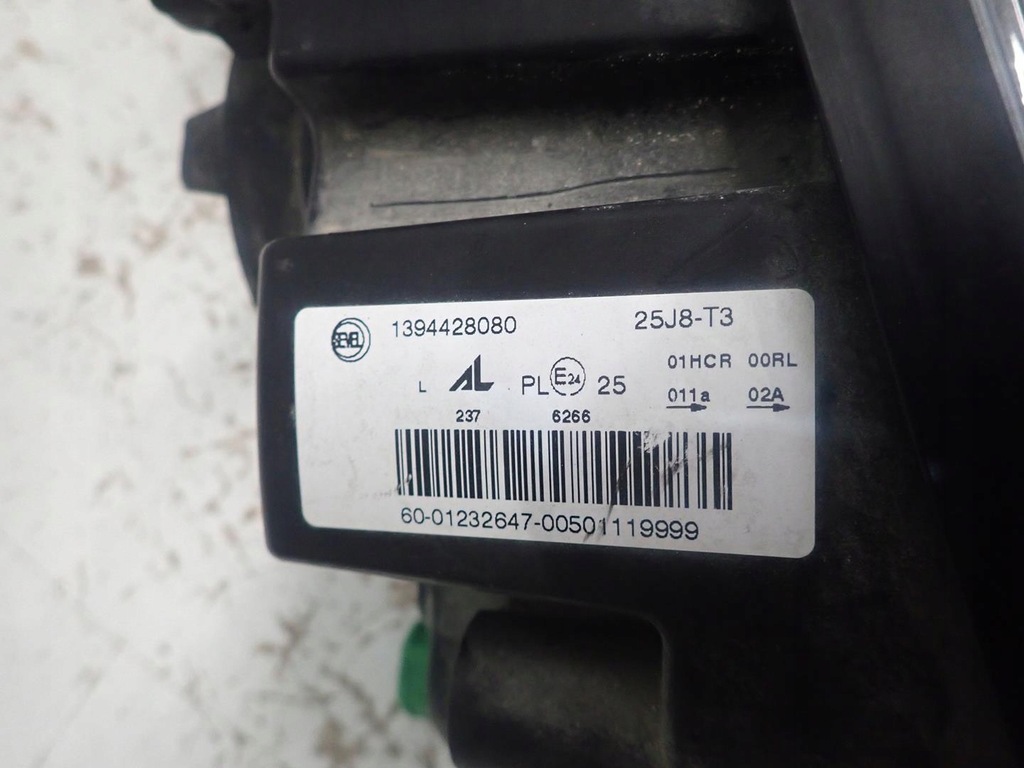 SEVEL 1394428080 25J8-T3
L AL PL E24 25 01HCR 00RL
011a 02A
237 6266
60-01232647-00501119999